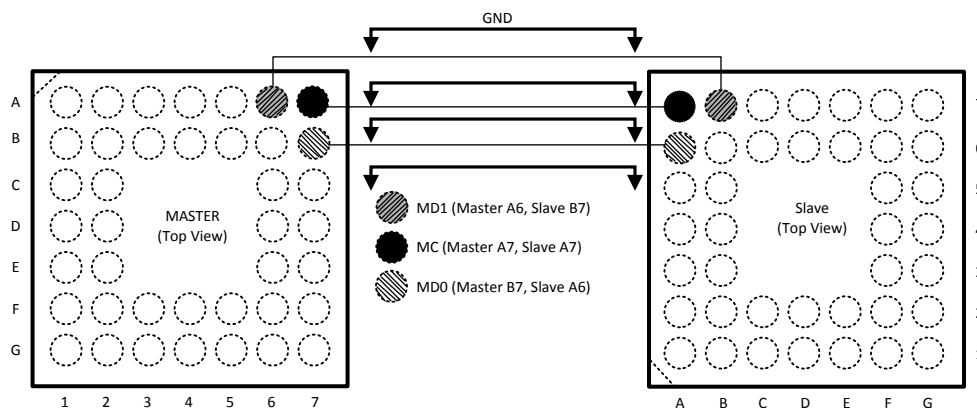 GND
A
B
C
D
E
F
G
MASTER
(Top View)
1 2 3 4 5 6 7
MD1 (Master A6, Slave B7)
MC (Master A7, Slave A7)
MD0 (Master B7, Slave A6)
Slave
(Top View)
A B C D E F G